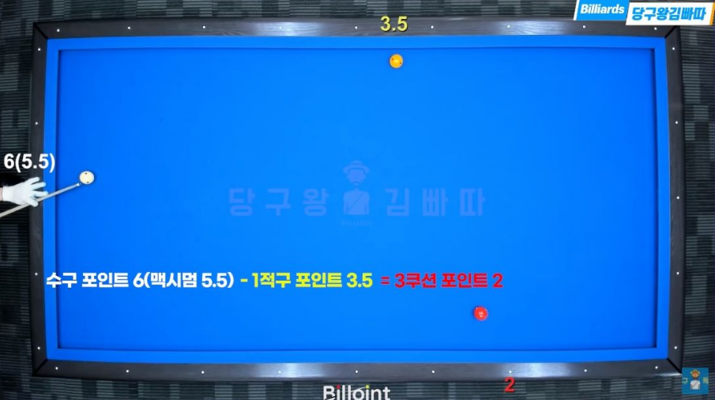 3.5
Billiards 당구왕김빠따
6(5.5)
당구왕 김빠따
수구 포인트 6(맥시멈 5.5) - 1적구 포인트 3.5 = 3쿠션 포인트 2
2
Billoint